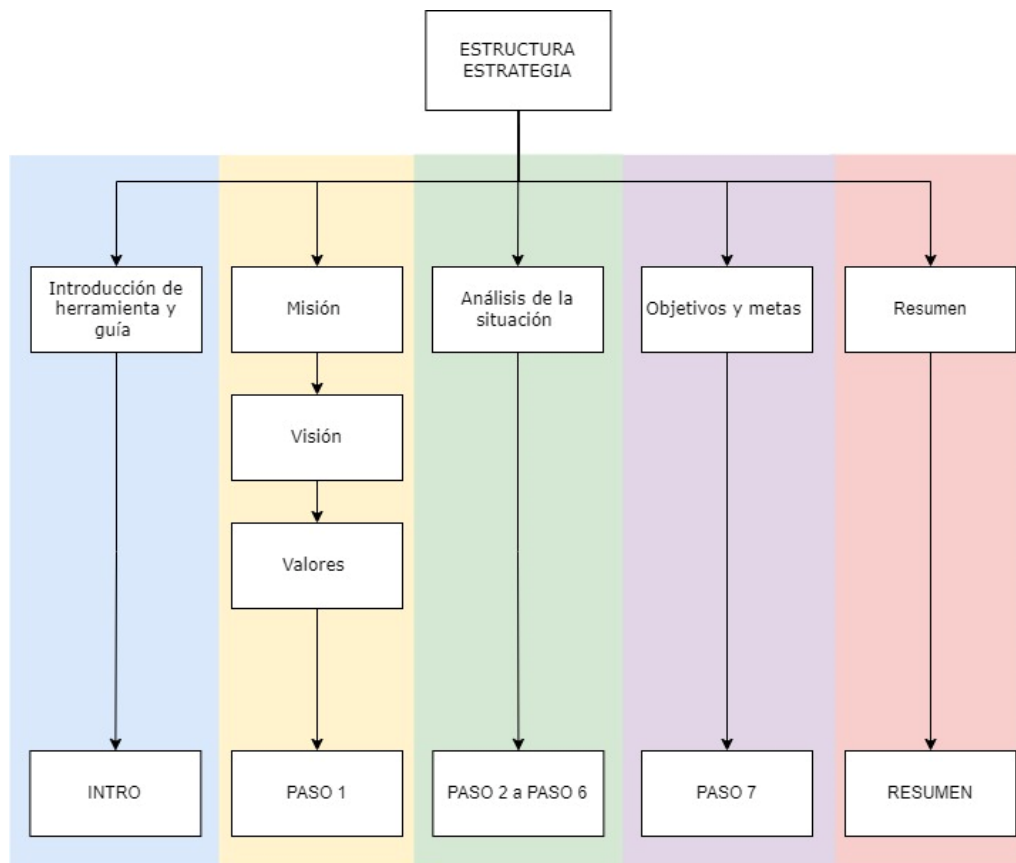 ESTRUCTURA
ESTRATEGIA
Introducción de
herramienta y
guía
Misión
Análisis de la
situación
Objetivos y metas
Resumen
Visión
Valores
INTRO
PASO 1
PASO 2 a PASO 6
PASO 7
RESUMEN